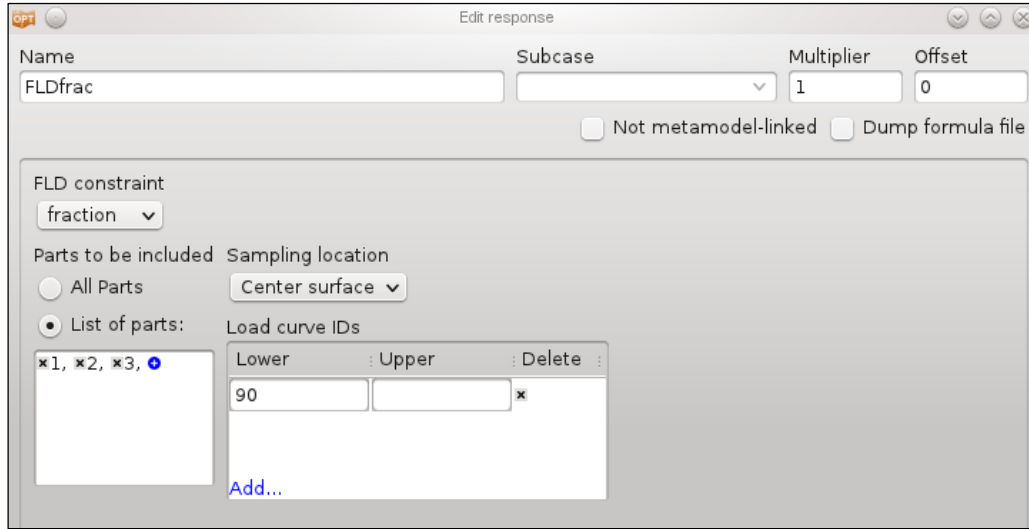 OPT Edit response
Name Subcase Multiplier Offset
FLDfrac 1 0
Not metamodel-linked Dump formula file
FLD constraint
fraction
Parts to be included Sampling location
All Parts Center surface
List of parts: Load curve IDs
1, 2, 3, Lower Upper Delete
90
Add...